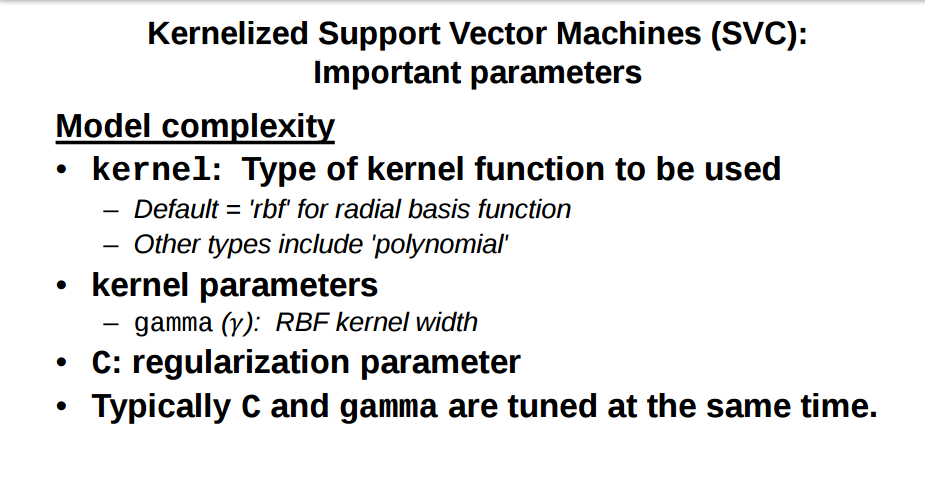 Kernelized Support Vector Machines (SVC):
Important parameters
Model complexity
• kernel: Type of kernel function to be used
– Default = 'rbf' for radial basis function
– Other types include 'polynomial'
• kernel parameters
– gamma (γ): RBF kernel width
• C: regularization parameter
• Typically C and gamma are tuned at the same time.